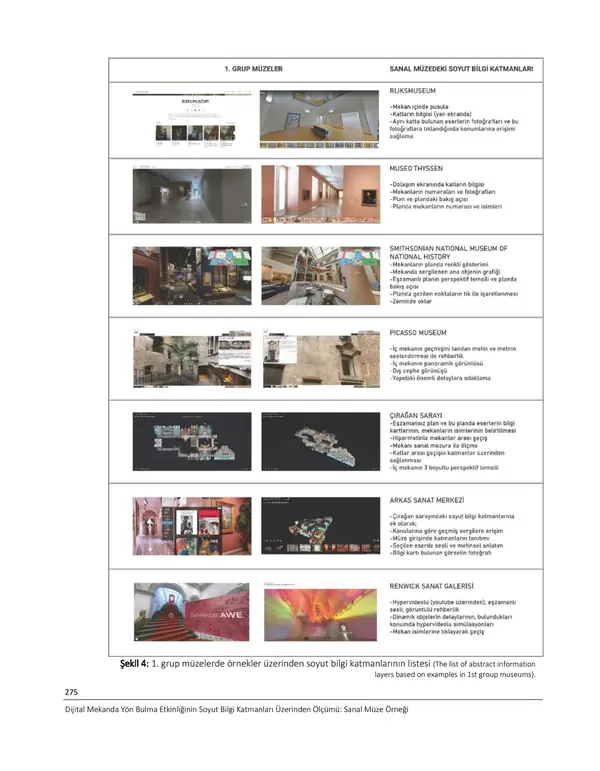 1. GRUP MÜZELER
SANAL MÜZEDEKİ SOYUT BİLGİ KATMANLARI
RIJKSMUSEUM
-Mekan içinde pusula
-Katların bilgisi (yan ekranda)
-Aynı katta bulunan eserlerin fotoğrafları ve bu
fotoğraflara tıklandığında konumlarına erişimi
sağlama
MUSEO THYSSEN
-Dolaşım ekranında katların bilgisi
-Mekanların numaraları ve fotoğrafları
-Plan ve plandaki bakış açısı
-Planda mekanların numarası ve isimleri
SMITHSONIAN NATIONAL MUSEUM OF
NATIONAL HISTORY
-Mekanların planda renkli gösterimi
-Mekanda sergilenen ana objenin grafiği
-Eşzamanlı planın perspektif temsili ve planda
bakış açısı
-Planda gezilen noktaların tik ile işaretlenmesi
-Zeminde oklar
PICASSO MUSEUM
-İç mekanın geçmişini tanıtan metin ve metnin
seslendirmesi ile rehberlik
-İç mekanın panoramik görüntüsü
-Dış cephe görünüşü
-Yapıdaki önemli detaylara odaklama
ÇIRAĞAN SARAYI
-Eşzamanısız plan ve bu planda eserlerin bilgi
kartlarının, mekanların isimlerinin belirtilmesi
-Hipermetinle mekanlar arası geçiş
-Mekanı sanal mezura ile ölçme
-Katlar arası geçişin katmanlar üzerinden
sağlanması
-İç mekanın 3 boyutlu perspektif temsili
ARKAS SANAT MERKEZİ
-Çırağan sarayındaki soyut bilgi katmanlarına
ek olarak;
-Konularına göre geçmiş sergilere erişim
-Müze girişinde katmanların tanıtımı
-Seçilen eserde sesli ve metinsel anlatım
-Bilgi kartı bulunan görselin fotoğrafı
AWE
RENWICK SANAT GALERİSİ
-Hypervideolu (youtube üzerinden), eşzamanlı
sesli, görüntülü rehberlik
-Dinamik objelerin detaylarının, bulundukları
konumda hipervideo simülasyonları
-Mekan isimlerine tıklayarak geçiş
Şekil 4: 1. grup müzelerde örnekler üzerinden soyut bilgi katmanlarının listesi (The list of abstract information
layers based on examples in 1st group museums).
275
Dijital Mekanda Yön Bulma Etkinliğinin Soyut Bilgi Katmanları Üzerinden Ölçümü: Sanal Müze Örneği